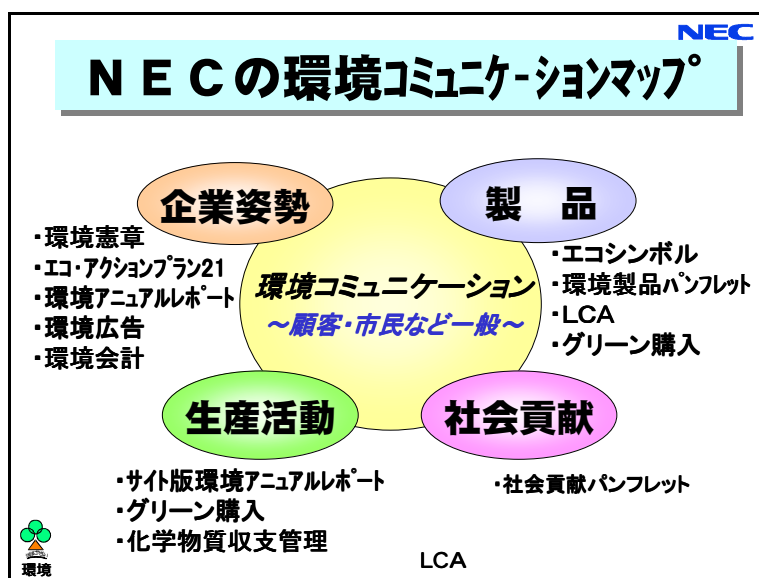 NEC
ＮＥＣの環境ｺﾐｭﾆｹｰｼｮﾝﾏｯﾌﾟ
企業姿勢
・環境憲章
・ｴｺ・ｱｸｼｮﾝﾌﾟﾗﾝ21
・環境ｱﾆｭｱﾙﾚﾎﾟｰﾄ
・環境広告
・環境会計
製　品
・エコシンボル
・環境製品ﾊﾟﾝﾌﾚｯﾄ
・LCA
・グリーン購入
環境コミュニケーション
～顧客・市民など一般～
生産活動
・ｻｲﾄ版環境ｱﾆｭｱﾙﾚﾎﾟｰﾄ
・グリーン購入
・化学物質収支管理
社会貢献
・社会貢献パンフレット
環境
LCA